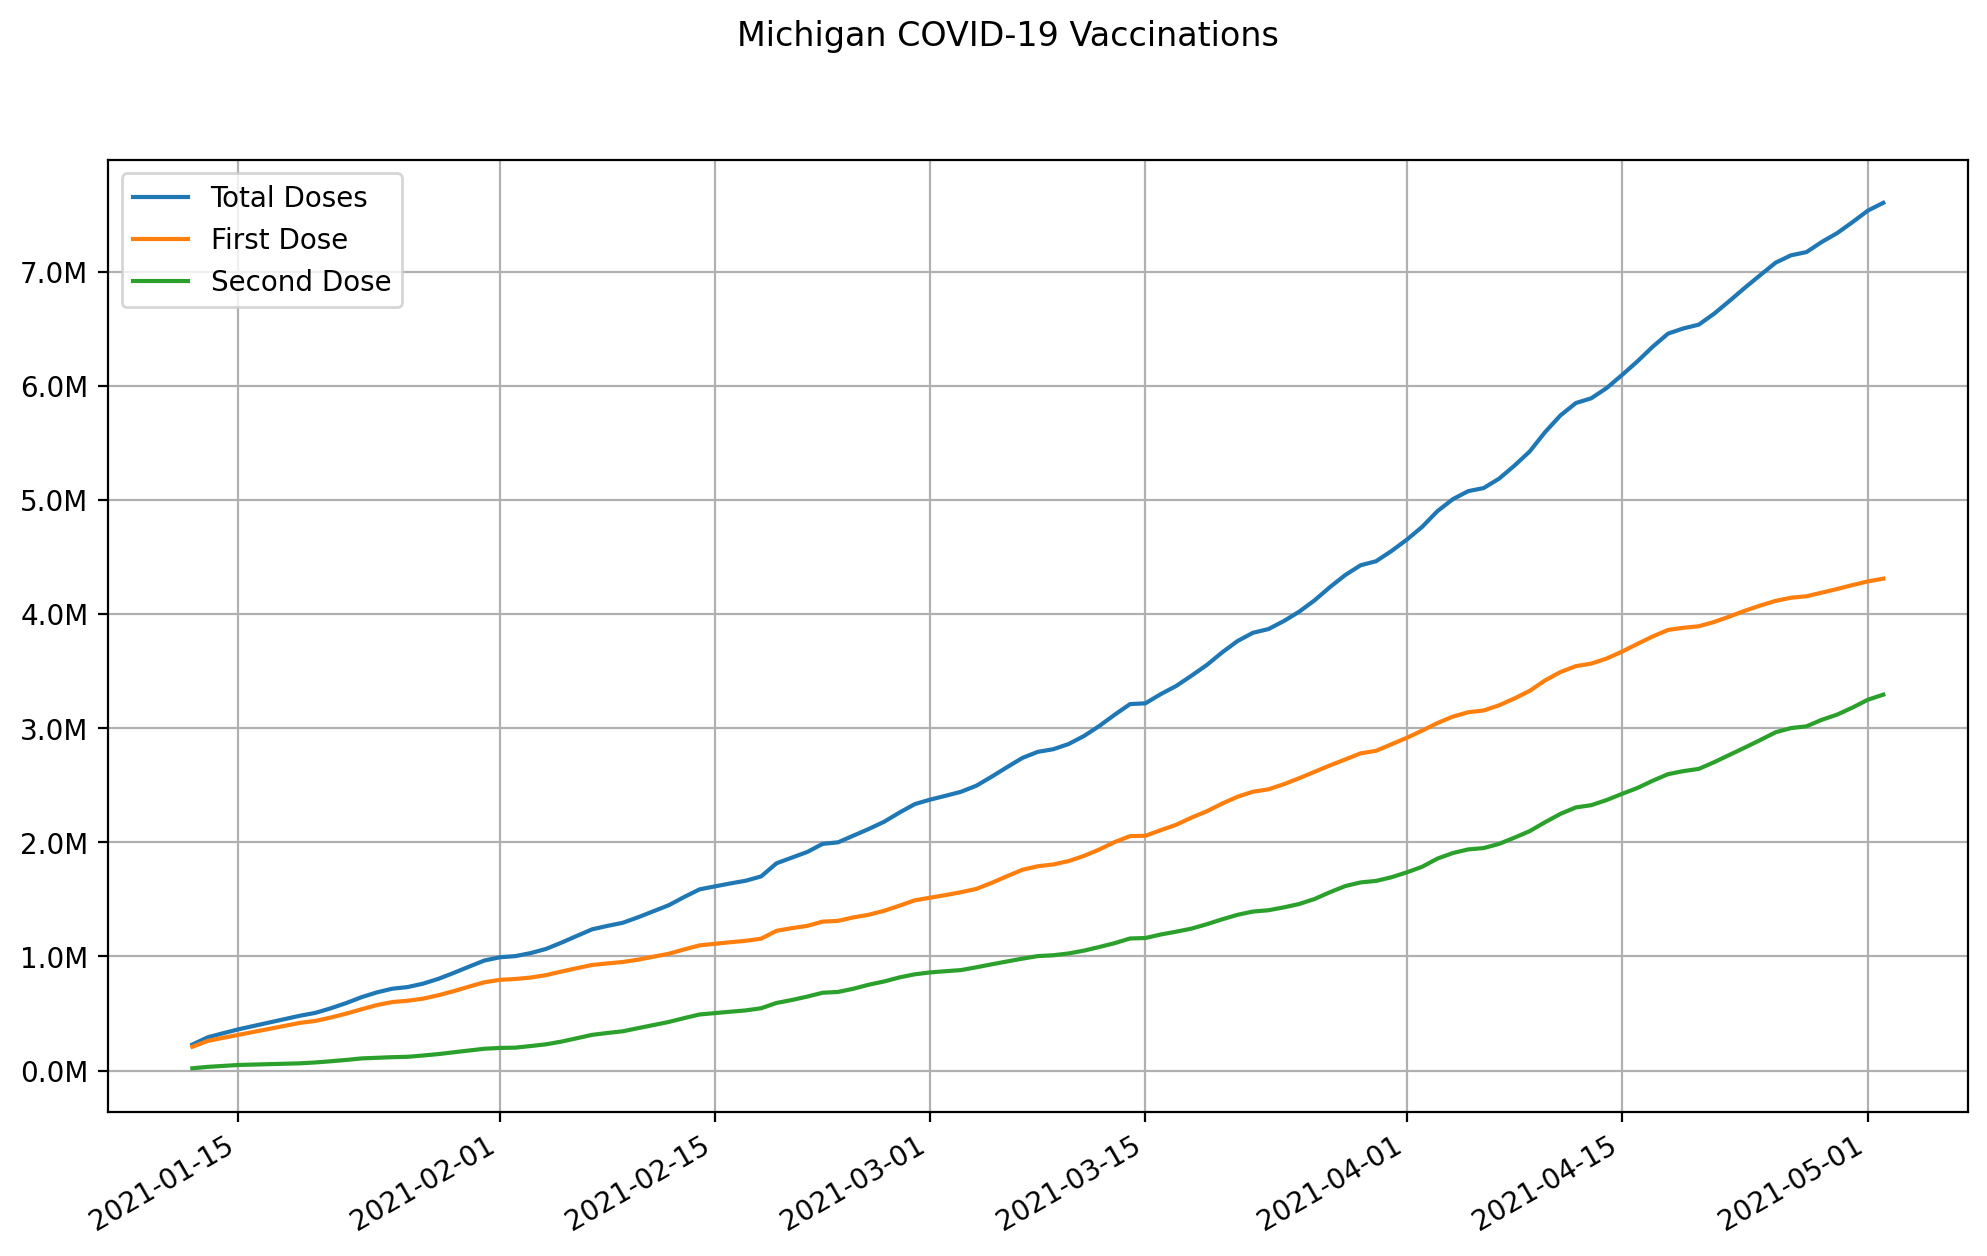 Michigan COVID-19 Vaccinations
Total Doses
First Dose
Second Dose
7.0M
6.0M
5.0M
4.0M
3.0M
2.0M
1.0M
0.0M
2021-01-15
2021-02-01
2021-02-15
2021-03-01
2021-03-15
2021-04-01
2021-04-15
2021-05-01